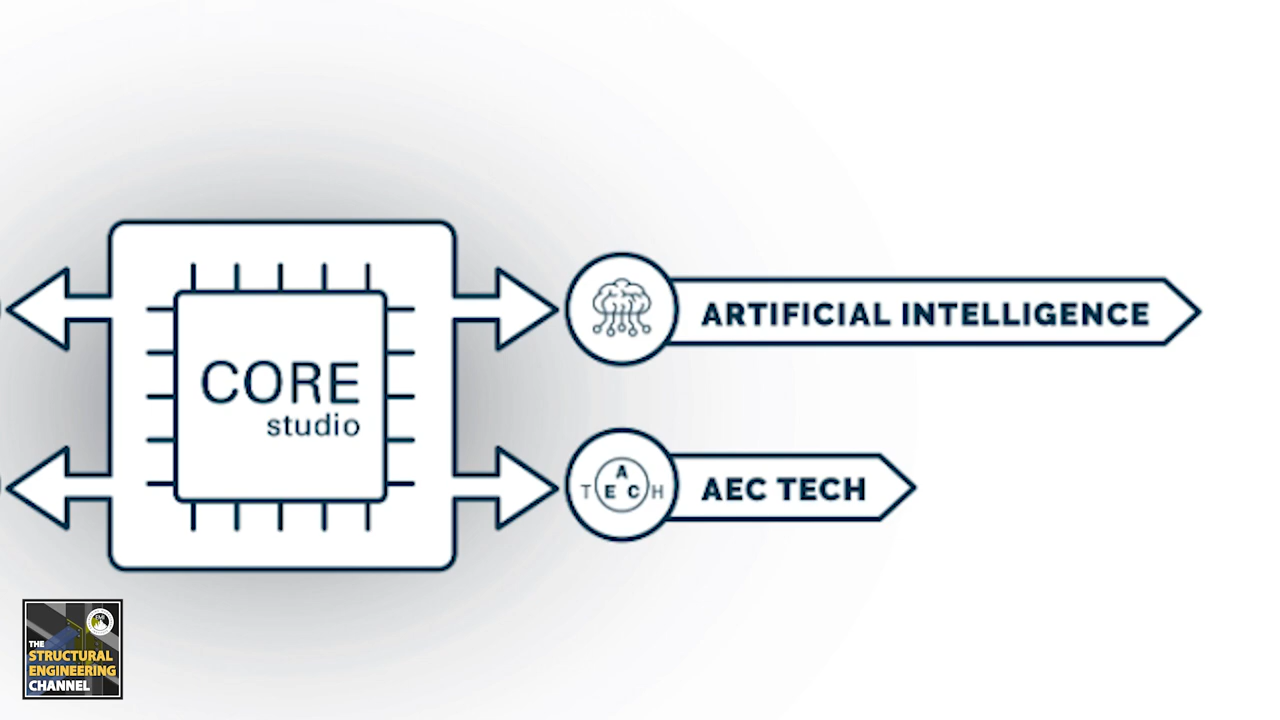 CORE
studio
ARTIFICIAL INTELLIGENCE
A
T E C H
AEC TECH
THE
STRUCTURAL
ENGINEERING
CHANNEL